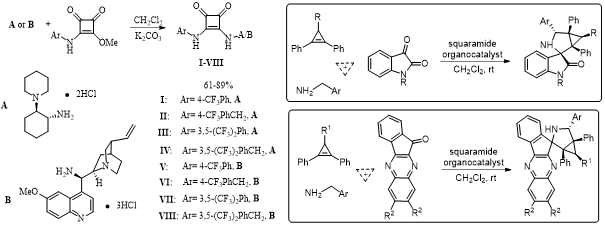 A or B
+
O
O
Ar
N
H
OMe
CH₂Cl₂
K₂CO₃
O
O
Ar
N
H
N
H
A/B
I-VIII
61-89%
A
N
NH₂
• 2HCl
B
H₂N
H
N
MeO
N
• 3HCl
I: Ar= 4-CF₃Ph, A
II: Ar= 4-CF₃PhCH₂, A
III: Ar= 3,5-(CF₃)₂Ph, A
IV: Ar= 3,5-(CF₃)₂PhCH₂, A
V: Ar= 4-CF₃Ph, B
VI: Ar= 4-CF₃PhCH₂, B
VII: Ar= 3,5-(CF₃)₂Ph, B
VIII: Ar= 3,5-(CF₃)₂PhCH₂, B
R
Ph
Ph
+
NH₂
Ar
O
O
N
R
squaramide
organocatalyst
CH₂Cl₂, rt
Ar
Ph
R
NH
Ph
O
N
R
R¹
Ph
Ph
+
NH₂
Ar
O
N
N
R²
R²
squaramide
organocatalyst
CH₂Cl₂, rt
Ar
HN
Ph
Ph
R¹
N
N
R²
R²